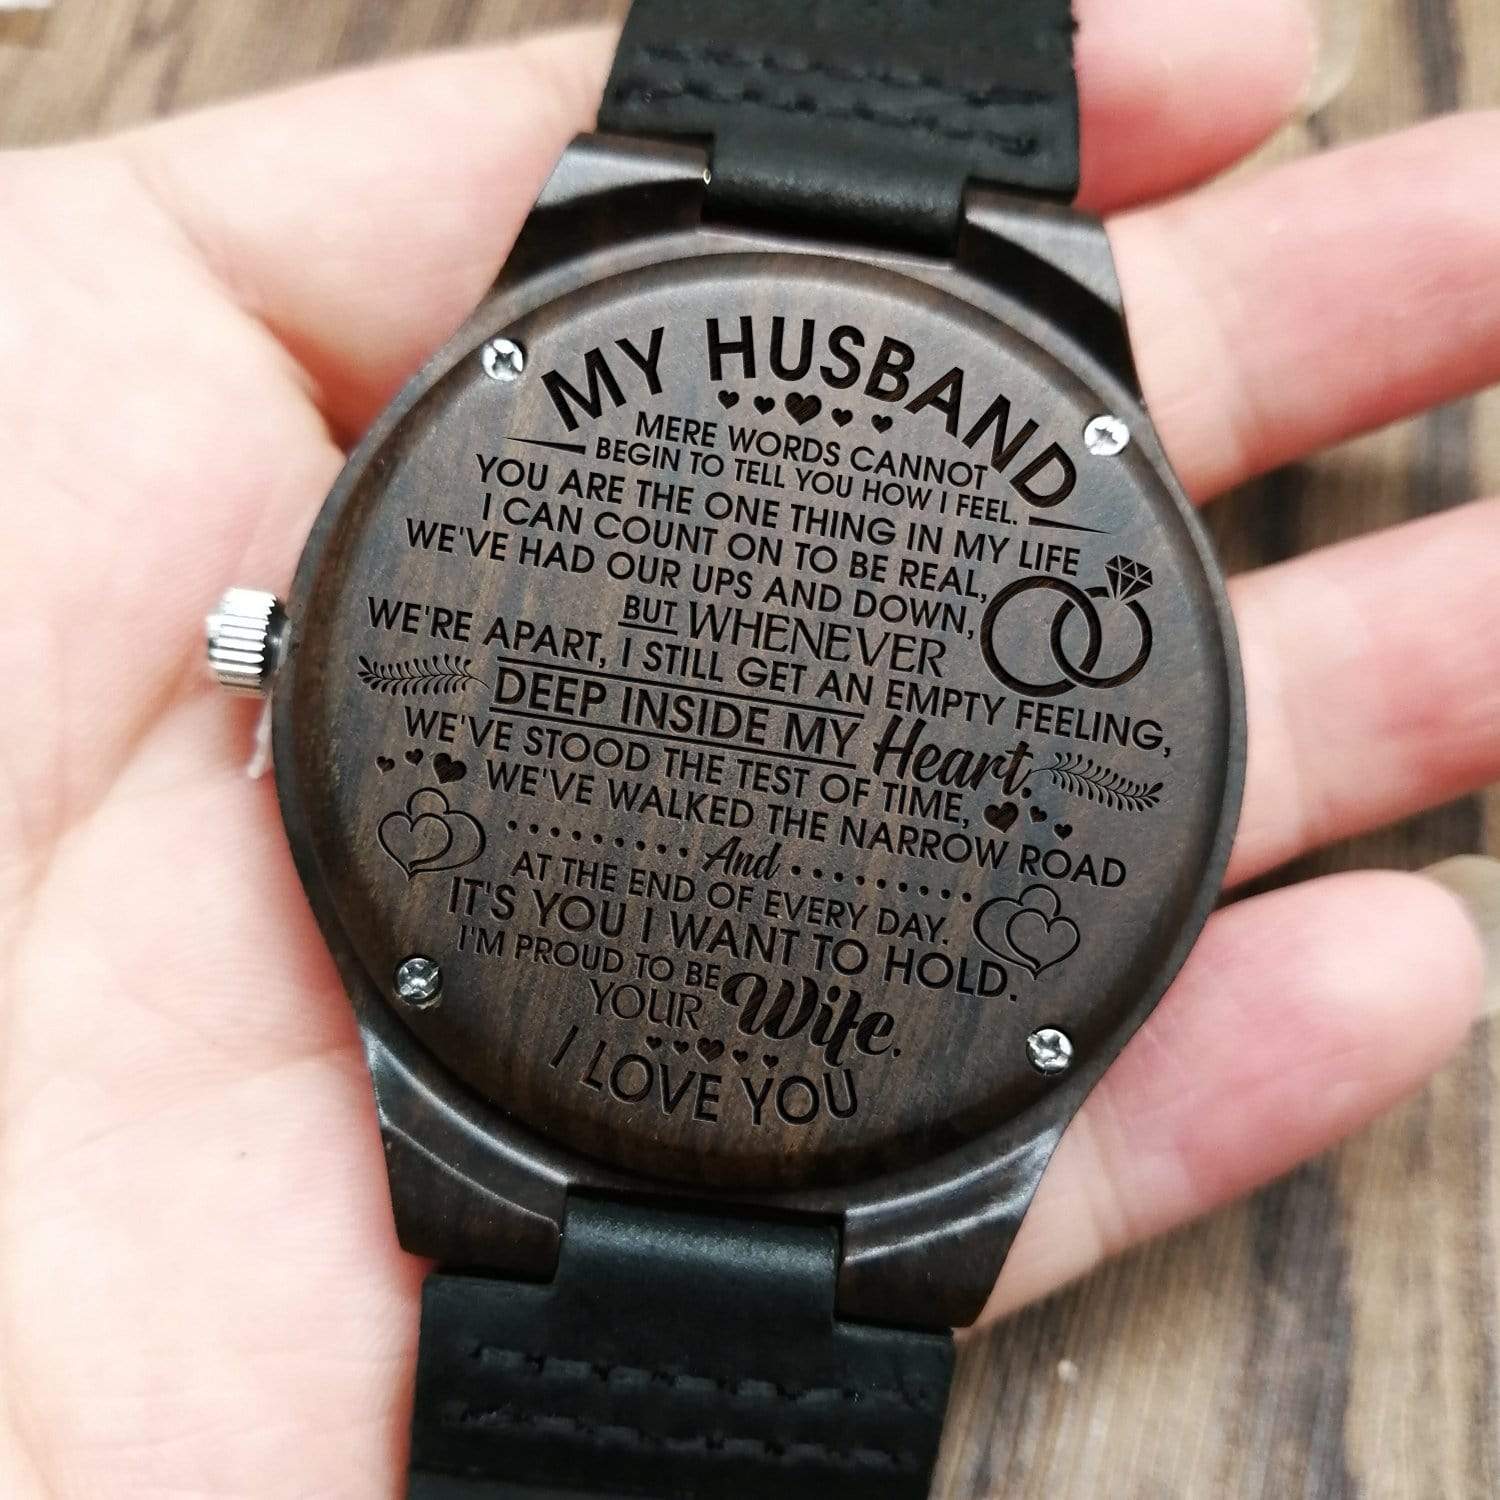 MY HUSBAND
MERE WORDS CANNOT
BEGIN TO TELL YOU HOW I FEEL.
YOU ARE THE ONE THING IN MY LIFE
I CAN COUNT ON TO BE REAL,
WE'VE HAD OUR UPS AND DOWN,
BUT WHENEVER
WE'RE APART, I STILL GET AN EMPTY FEELING,
DEEP INSIDE MY Heart.
WE'VE STOOD THE TEST OF TIME,
WE'VE WALKED THE NARROW ROAD
And
AT THE END OF EVERY DAY.
IT'S YOU I WANT TO HOLD.
I'M PROUD TO BE
YOUR Wife.
I LOVE YOU